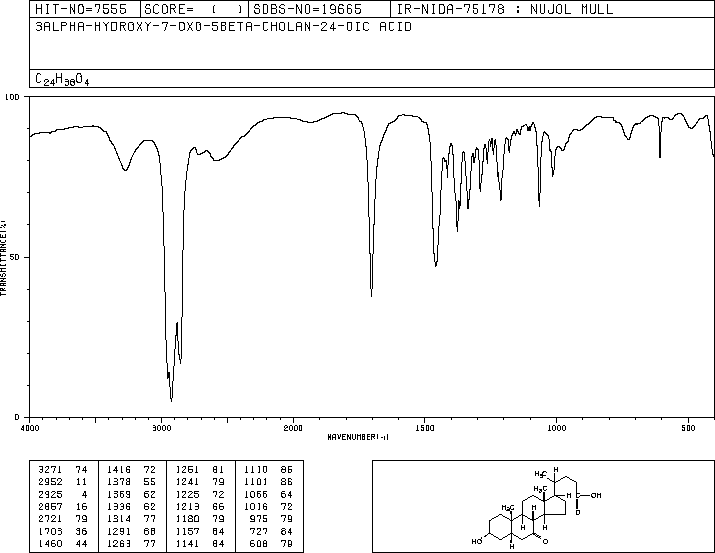 HIT-NO=7555 SCORE= ( ) SDBS-NO=19665 IR-NIDA-75178 : NUJOL MULL
3ALPHA-HYDROXY-7-OXO-5BETA-CHOLAN-24-OIC ACID
C24H38O4
100
50
0
TRANSMITTANCE(%)
4000 3000 2000 1500 1000 500
WAVENUMBER(-1)
3271 74 1416 72 1251 81 1110 86
2952 11 1378 55 1241 79 1101 86
2925 4 1369 62 1225 72 1066 64
2867 16 1336 62 1213 66 1016 72
2721 79 1314 77 1180 79 975 79
1703 36 1291 68 1157 84 727 84
1460 44 1263 77 1141 84 608 79
H
H3C
H3C
H
OH
O
H3C
H
H
H
HO
H
O